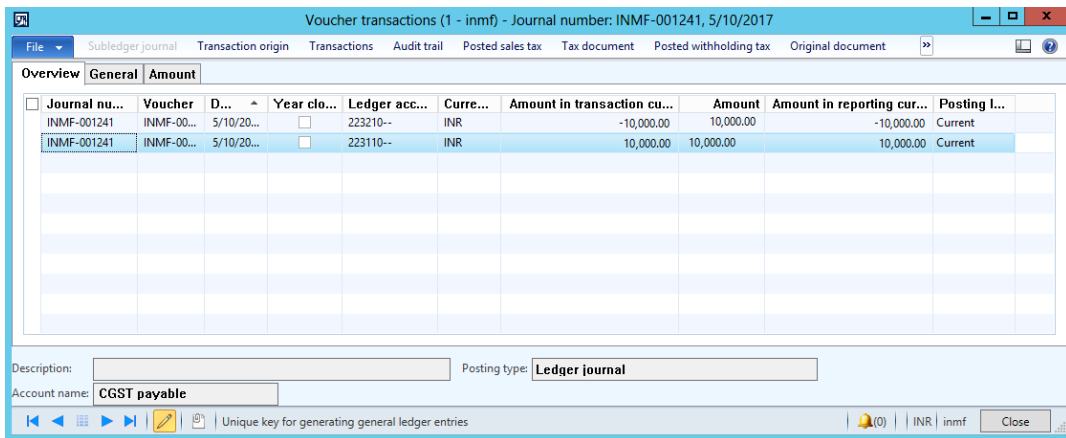 Voucher transactions (1 - inmf) - Journal number: INMF-001241, 5/10/2017
File Subledger journal Transaction origin Transactions Audit trail Posted sales tax Tax document Posted withholding tax Original document »
Overview General Amount
Journal nu... Voucher D... Year clo... Ledger acc... Curre... Amount in transaction cu... Amount Amount in reporting cur... Posting l...
INMF-001241 INMF-00... 5/10/20... 223210-- INR -10,000.00 10,000.00 -10,000.00 Current
INMF-001241 INMF-00... 5/10/20... 223110-- INR 10,000.00 10,000.00 10,000.00 Current
Description: Posting type: Ledger journal
Account name: CGST payable
Unique key for generating general ledger entries (0) INR inmf Close